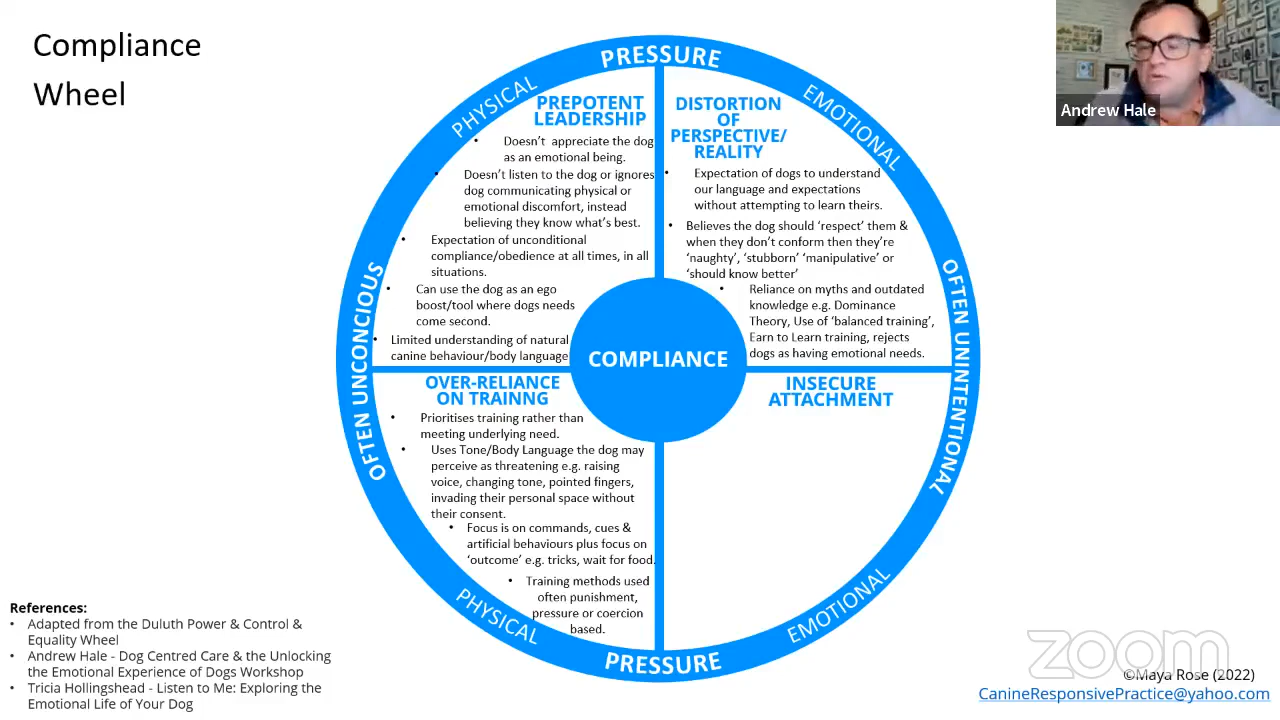 Compliance
Wheel
Andrew Hale
PRESSURE
PHYSICAL
EMOTIONAL
OFTEN UNCONCIOUS
OFTEN UNINTENTIONAL
PREPOTENT
LEADERSHIP
• Doesn't appreciate the dog
as an emotional being.
• Doesn't listen to the dog or ignores
dog communicating physical or
emotional discomfort, instead
believing they know what's best.
• Expectation of unconditional
compliance/obedience at all times, in all
situations.
• Can use the dog as an ego
boost/tool where dogs needs
come second.
• Limited understanding of natural
canine behaviour/body language
DISTORTION
OF
PERSPECTIVE/
REALITY
• Expectation of dogs to understand
our language and expectations
without attempting to learn theirs.
• Believes the dog should 'respect' them &
when they don't conform then they're
'naughty', 'stubborn' 'manipulative' or
'should know better'
• Reliance on myths and outdated
knowledge e.g. Dominance
Theory, Use of 'balanced training',
Earn to Learn training, rejects
dogs as having emotional needs.
COMPLIANCE
OVER-RELIANCE
ON TRAINNG
• Prioritises training rather than
meeting underlying need.
• Uses Tone/Body Language the dog may
perceive as threatening e.g. raising
voice, changing tone, pointed fingers,
invading their personal space without
their consent.
• Focus is on commands, cues &
artificial behaviours plus focus on
'outcome' e.g. tricks, wait for food.
• Training methods used
often punishment,
pressure or coercion
based.
INSECURE
ATTACHMENT
PHYSICAL
EMOTIONAL
PRESSURE
References:
• Adapted from the Duluth Power & Control &
Equality Wheel
• Andrew Hale - Dog Centred Care & the Unlocking
the Emotional Experience of Dogs Workshop
• Tricia Hollingshead - Listen to Me: Exploring the
Emotional Life of Your Dog
zoom
©Maya Rose (2022)
CanineResponsivePractice@yahoo.com